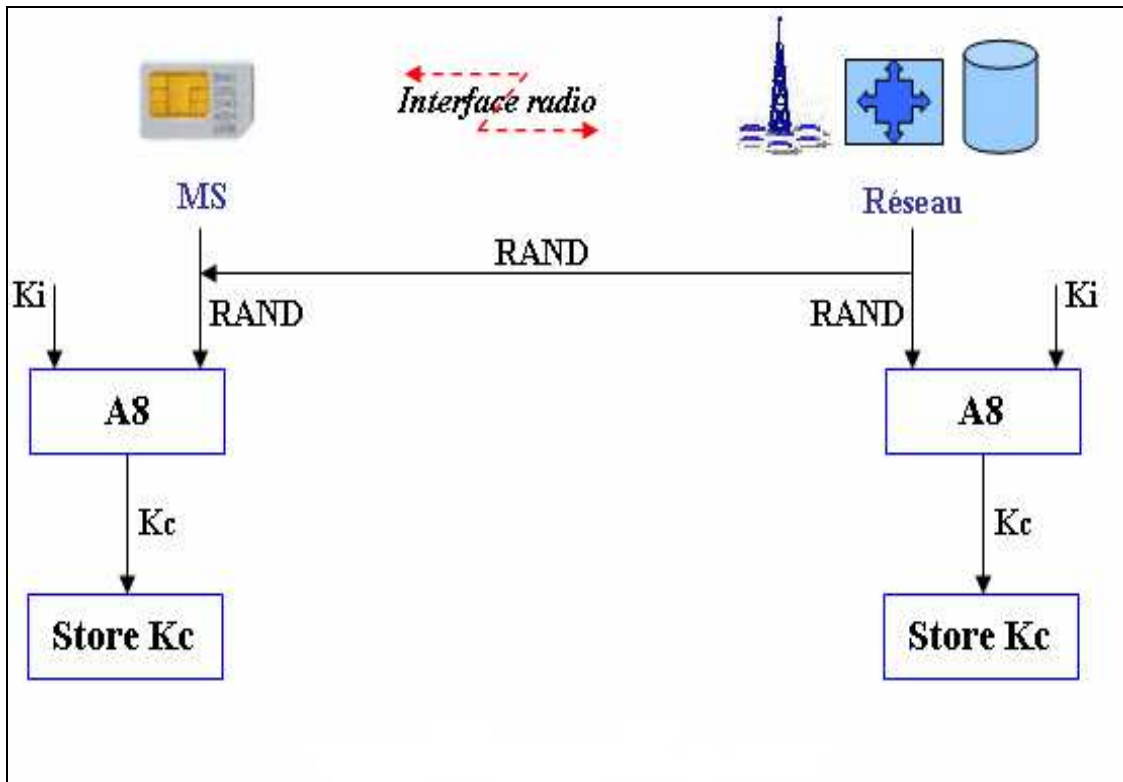 Interface radio
MS
Réseau
RAND
Ki
RAND
RAND
Ki
A8
A8
Kc
Kc
Store Kc
Store Kc